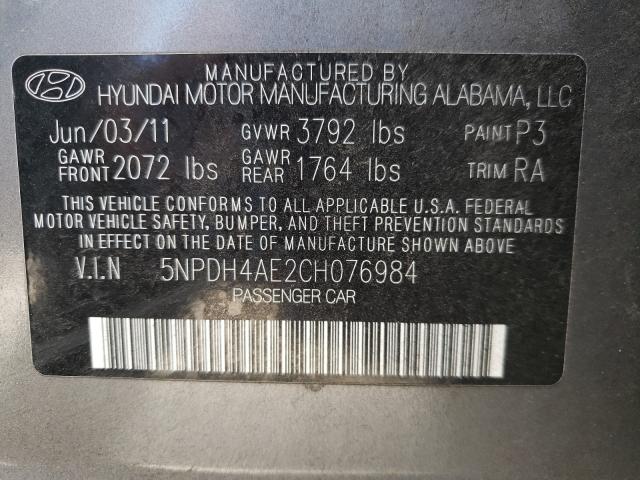 MANUFACTURED BY
HYUNDAI MOTOR MANUFACTURING ALABAMA, LLC
Jun/03/11 GVWR 3792 lbs PAINT P3
GAWR FRONT 2072 lbs GAWR REAR 1764 lbs TRIM RA
THIS VEHICLE CONFORMS TO ALL APPLICABLE U.S.A. FEDERAL
MOTOR VEHICLE SAFETY, BUMPER, AND THEFT PREVENTION STANDARDS
IN EFFECT ON THE DATE OF MANUFACTURE SHOWN ABOVE.
V.I.N 5NPDH4AE2CH076984
PASSENGER CAR